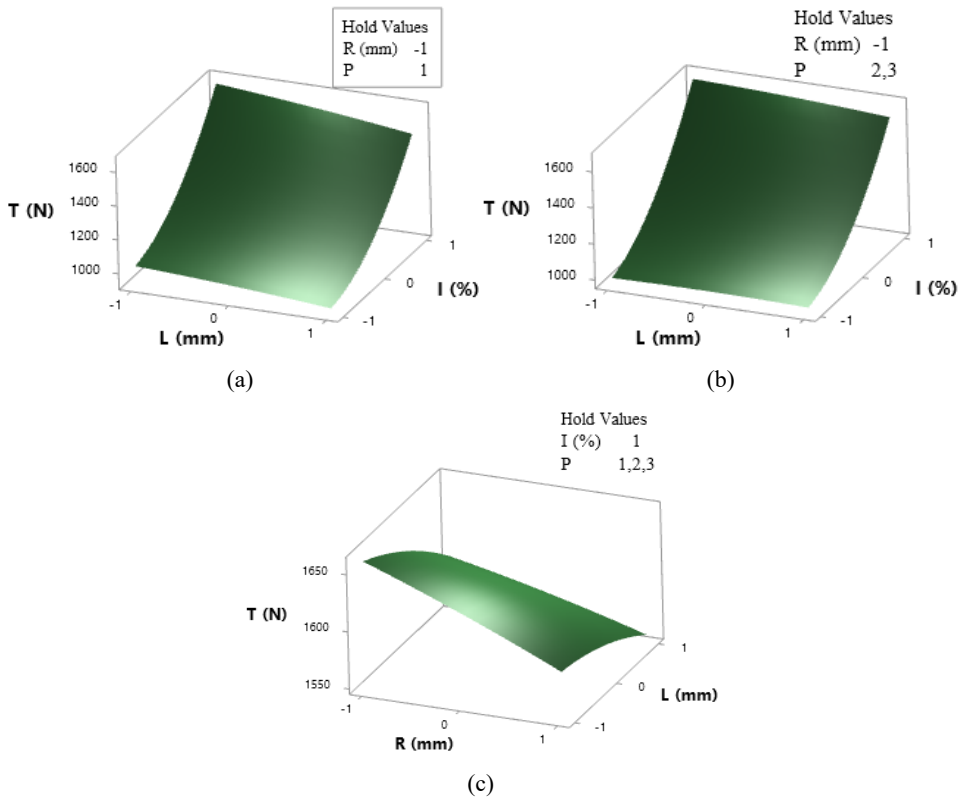 Hold Values
R (mm) -1
P 1
T (N)
1600
1400
1200
1000
-1
0
1
L (mm)
-1
0
1
I (%)
(a)
Hold Values
R (mm) -1
P 2,3
T (N)
1600
1400
1200
1000
-1
0
1
L (mm)
-1
0
1
I (%)
(b)
Hold Values
I (%) 1
P 1,2,3
T (N)
1650
1600
1550
-1
0
1
R (mm)
-1
0
1
L (mm)
(c)